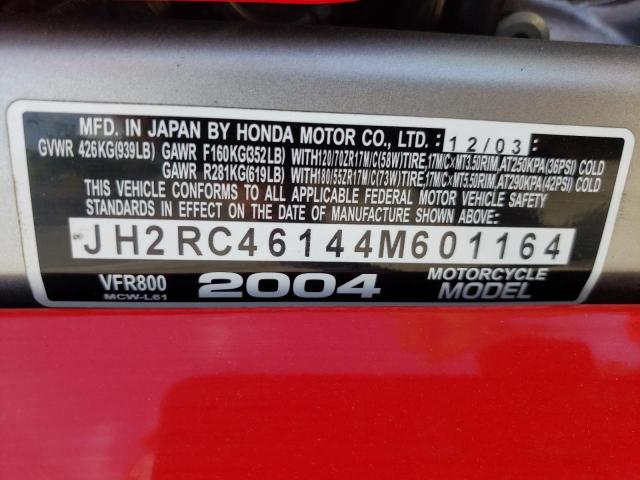 MFD. IN JAPAN BY HONDA MOTOR CO., LTD. 12/03
GVWR 426KG(939LB) GAWR F160KG(352LB) WITH120/70ZR17M/C(58W)TIRE,17M/C×MT3.50RIM,AT250KPA(36PSI) COLD
GAWR R281KG(619LB) WITH180/55ZR17M/C(73W)TIRE,17M/C×MT5.50RIM,AT290KPA(42PSI) COLD
THIS VEHICLE CONFORMS TO ALL APPLICABLE FEDERAL MOTOR VEHICLE SAFETY
STANDARDS IN EFFECT ON THE DATE OF MANUFACTURE SHOWN ABOVE.
JH2RC46144M601164
VFR800 2004 MOTORCYCLE
MCW-L61 MODEL